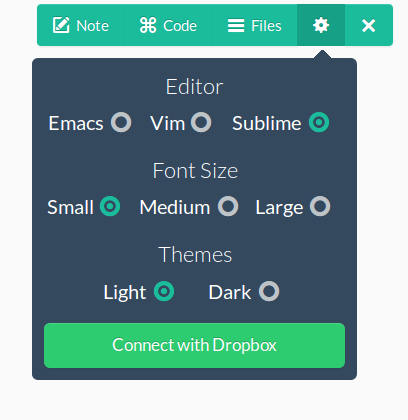 Note Code Files
Editor
Emacs Vim Sublime
Font Size
Small Medium Large
Themes
Light Dark
Connect with Dropbox